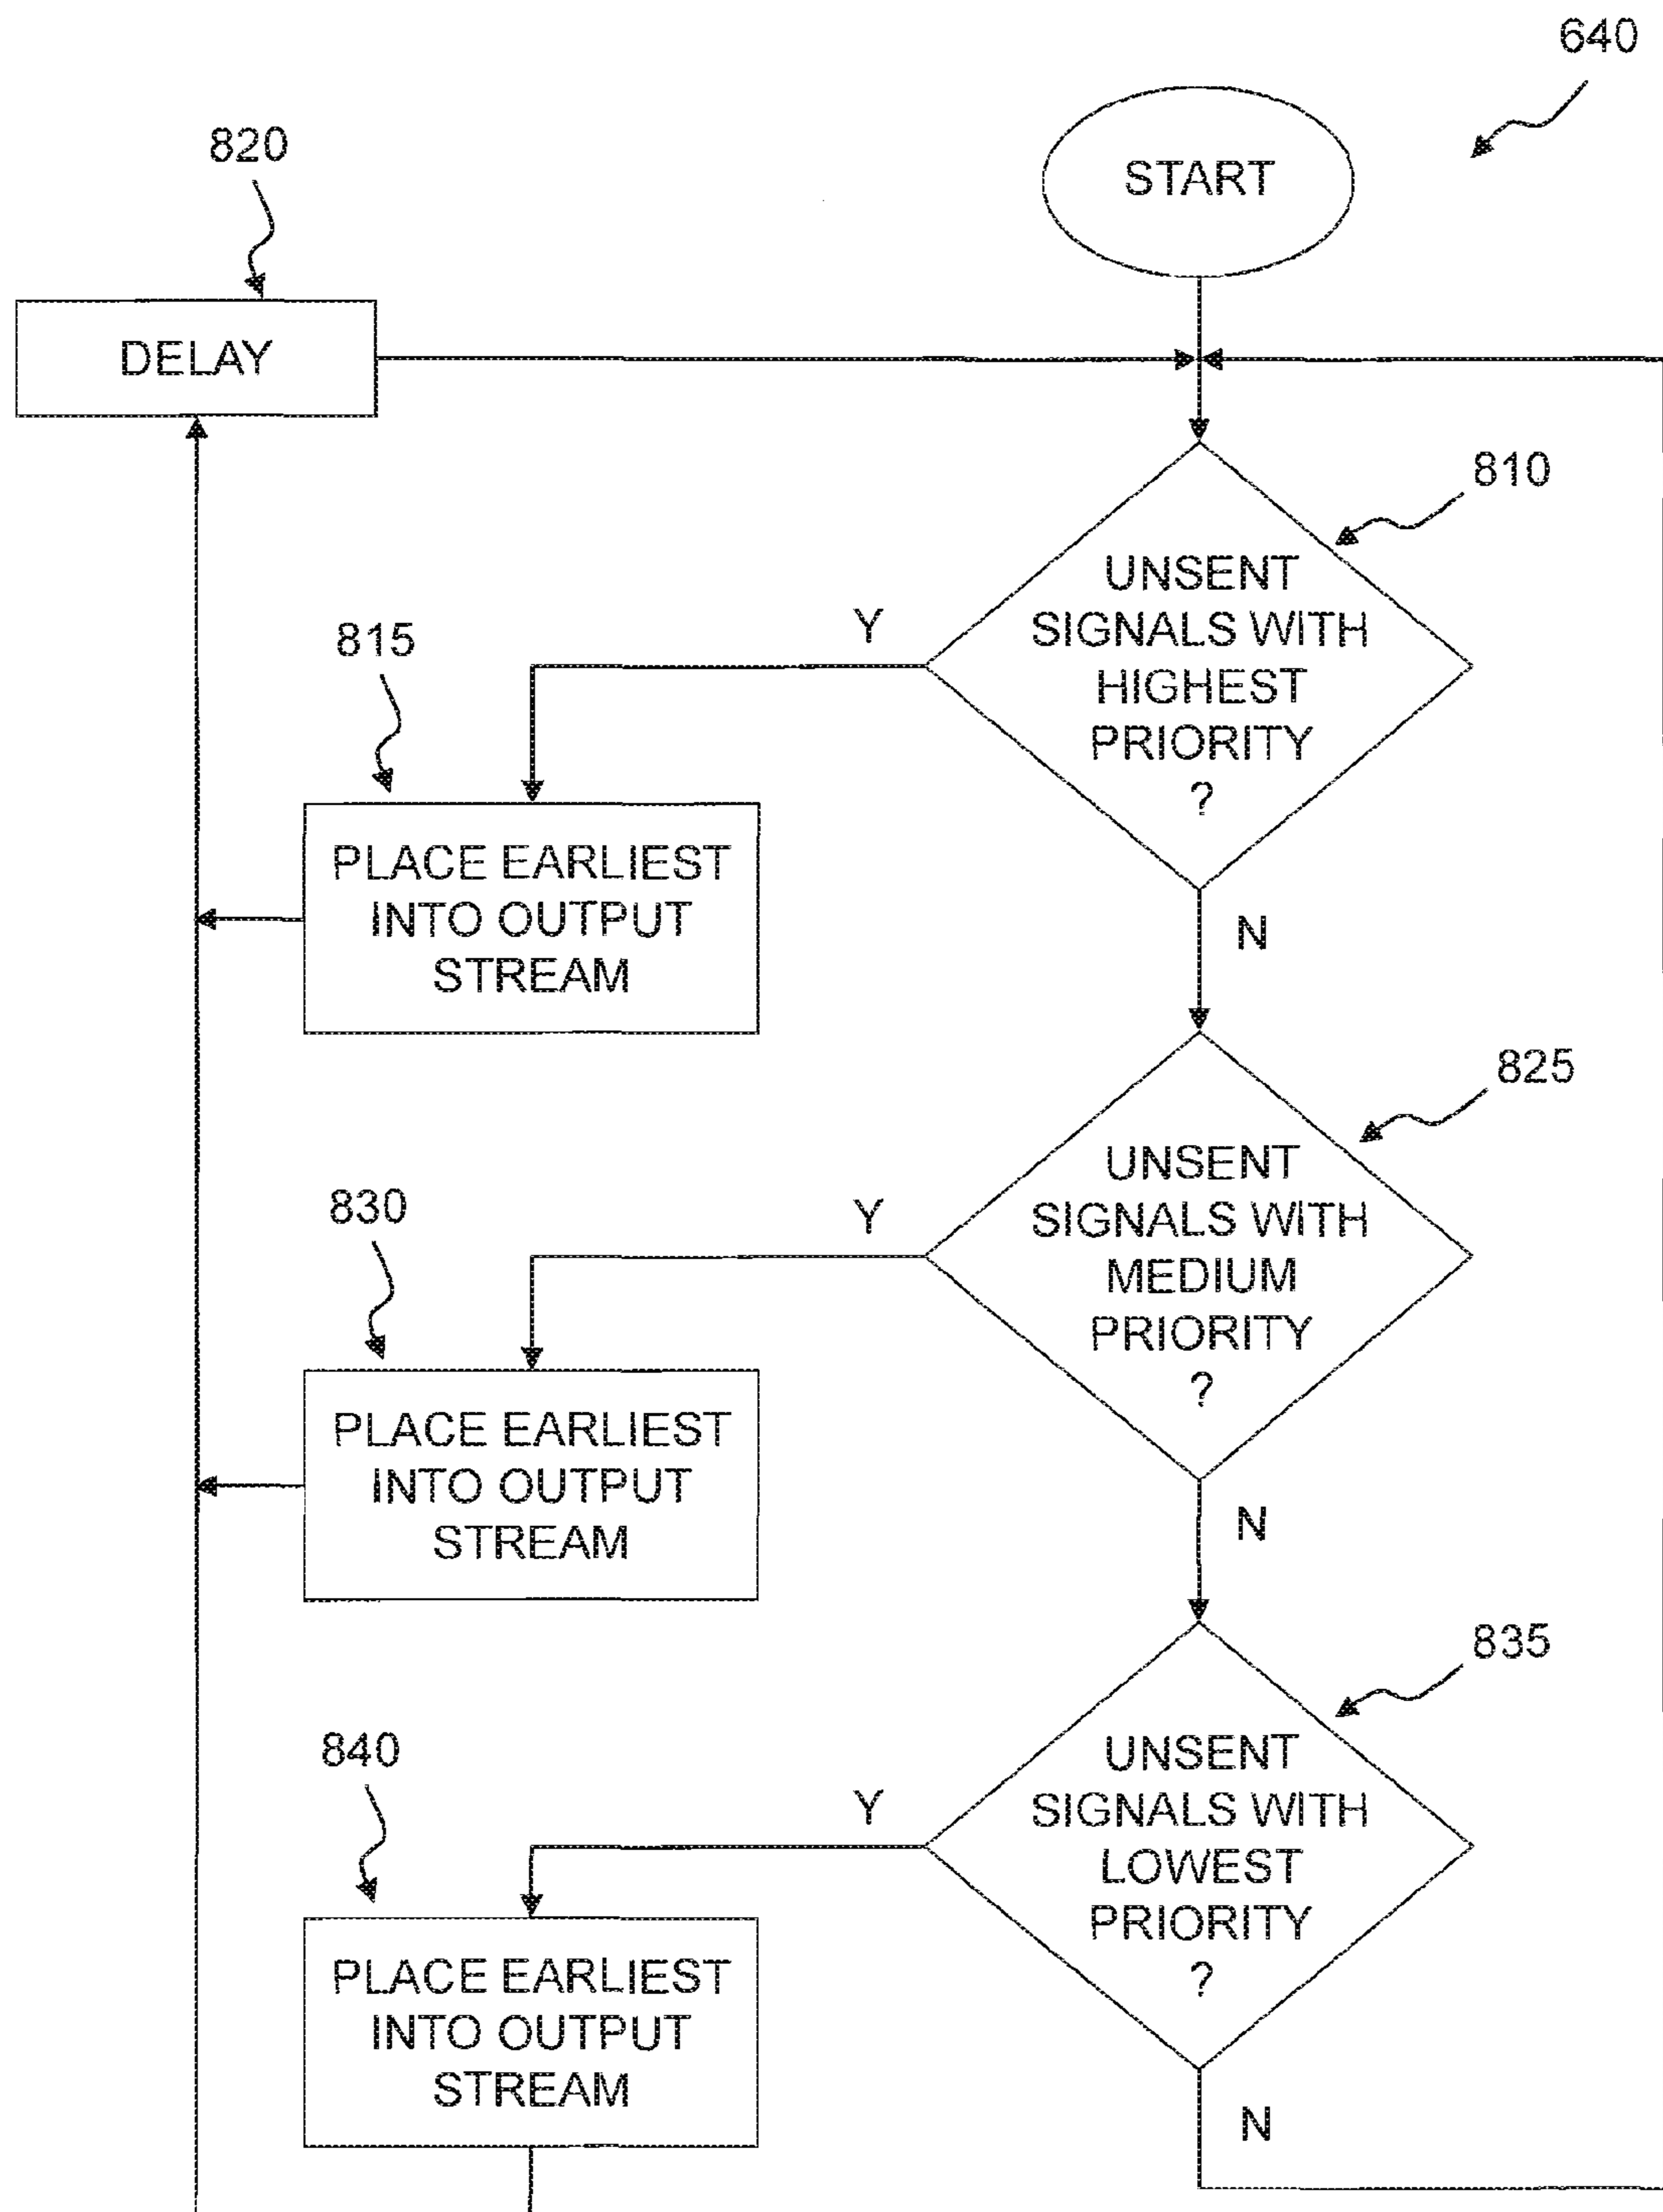 640
START
820
DELAY
810
UNSENT
SIGNALS WITH
HIGHEST
PRIORITY
?
Y
815
PLACE EARLIEST
INTO OUTPUT
STREAM
N
825
UNSENT
SIGNALS WITH
MEDIUM
PRIORITY
?
Y
830
PLACE EARLIEST
INTO OUTPUT
STREAM
N
835
UNSENT
SIGNALS WITH
LOWEST
PRIORITY
?
Y
840
PLACE EARLIEST
INTO OUTPUT
STREAM
N